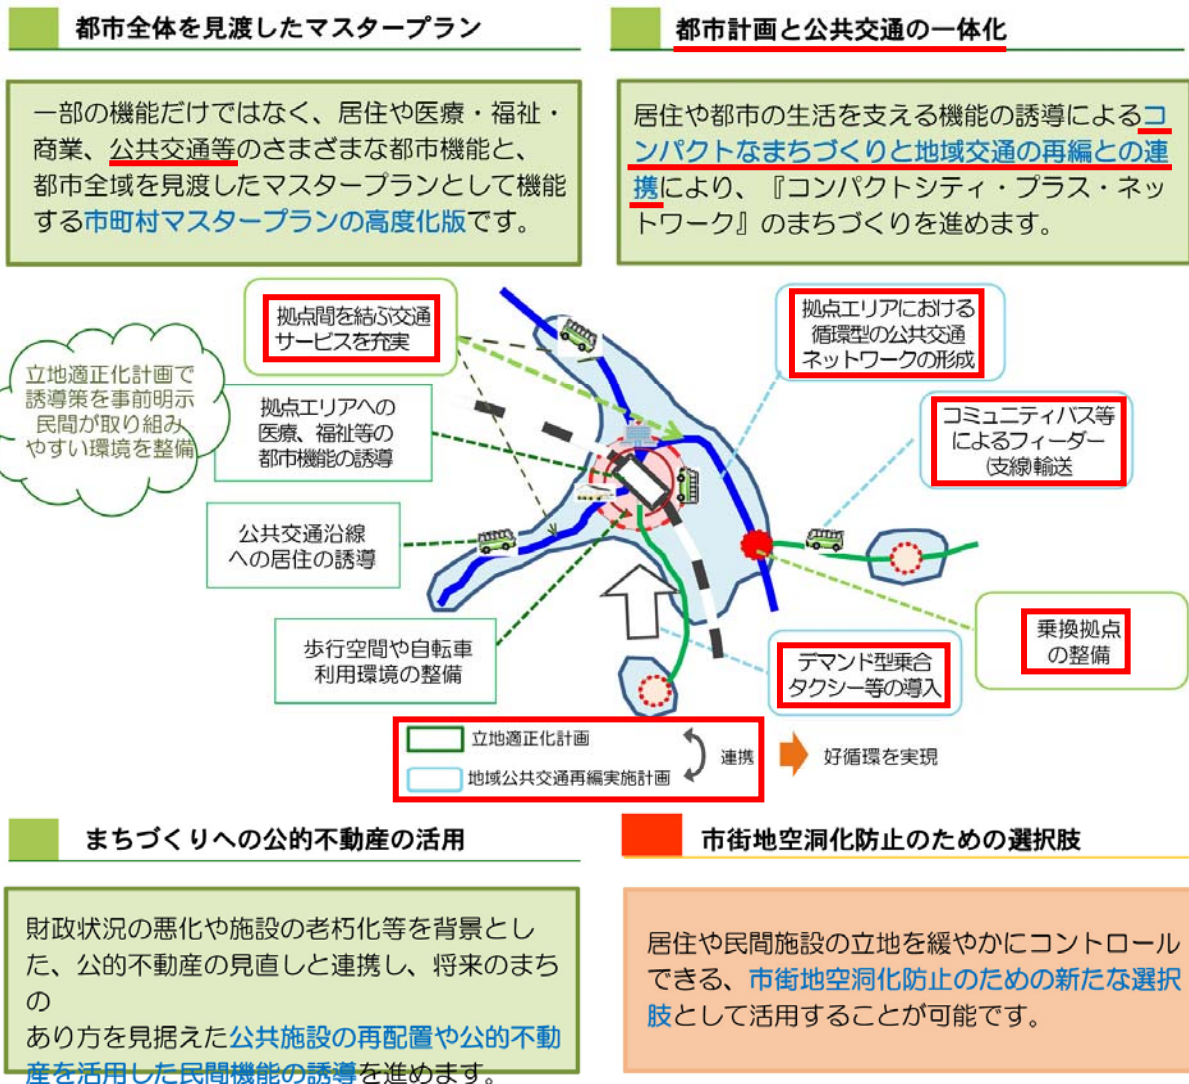 都市全体を見渡したマスタープラン
一部の機能だけではなく、居住や医療・福祉・
商業、公共交通等のさまざまな都市機能と、
都市全域を見渡したマスタープランとして機能
する市町村マスタープランの高度化版です。
都市計画と公共交通の一体化
居住や都市の生活を支える機能の誘導によるコ
ンパクトなまちづくりと地域交通の再編との連
携により、『コンパクトシティ・プラス・ネッ
トワーク』のまちづくりを進めます。
立地適正化計画で
誘導策を事前明示
民間が取り組み
やすい環境を整備
拠点間を結ぶ交通
サービスを充実
拠点エリアへの
医療、福祉等の
都市機能の誘導
公共交通沿線
への居住の誘導
歩行空間や自転車
利用環境の整備
拠点エリアにおける
循環型の公共交通
ネットワークの形成
コミュニティバス等
によるフィーダー
(支線)輸送
乗換拠点
の整備
デマンド型乗合
タクシー等の導入
立地適正化計画
地域公共交通再編実施計画
連携
好循環を実現
まちづくりへの公的不動産の活用
財政状況の悪化や施設の老朽化等を背景とし
た、公的不動産の見直しと連携し、将来のまち
の
あり方を見据えた公共施設の再配置や公的不動
産を活用した民間機能の誘導を進めます。
市街地空洞化防止のための選択肢
居住や民間施設の立地を緩やかにコントロール
できる、市街地空洞化防止のための新たな選択
肢として活用することが可能です。